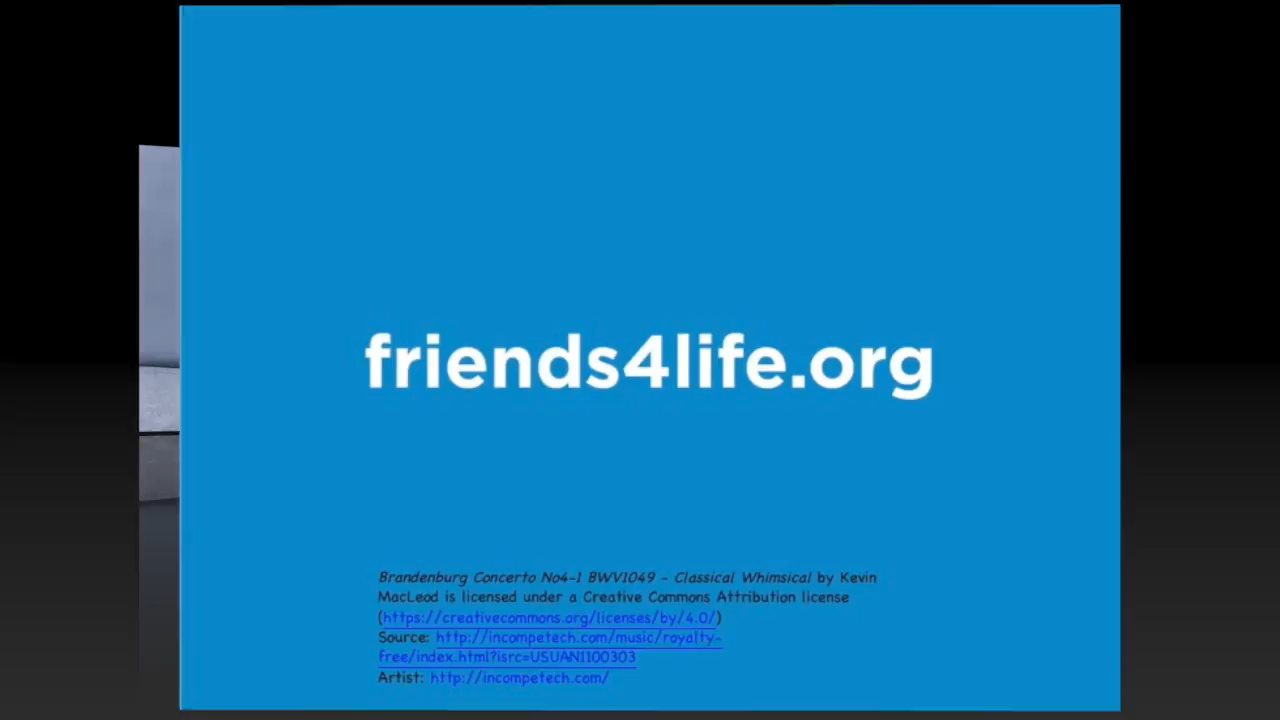 friends4life.org
Brandenburg Concerto No4-1 BWV1049 - Classical Whimsical by Kevin
MacLeod is licensed under a Creative Commons Attribution license
(https://creativecommons.org/licenses/by/4.0/)
Source: http://incompetech.com/music/royalty-
free/index.html?isrc=USUAN1100303
Artist: http://incompetech.com/